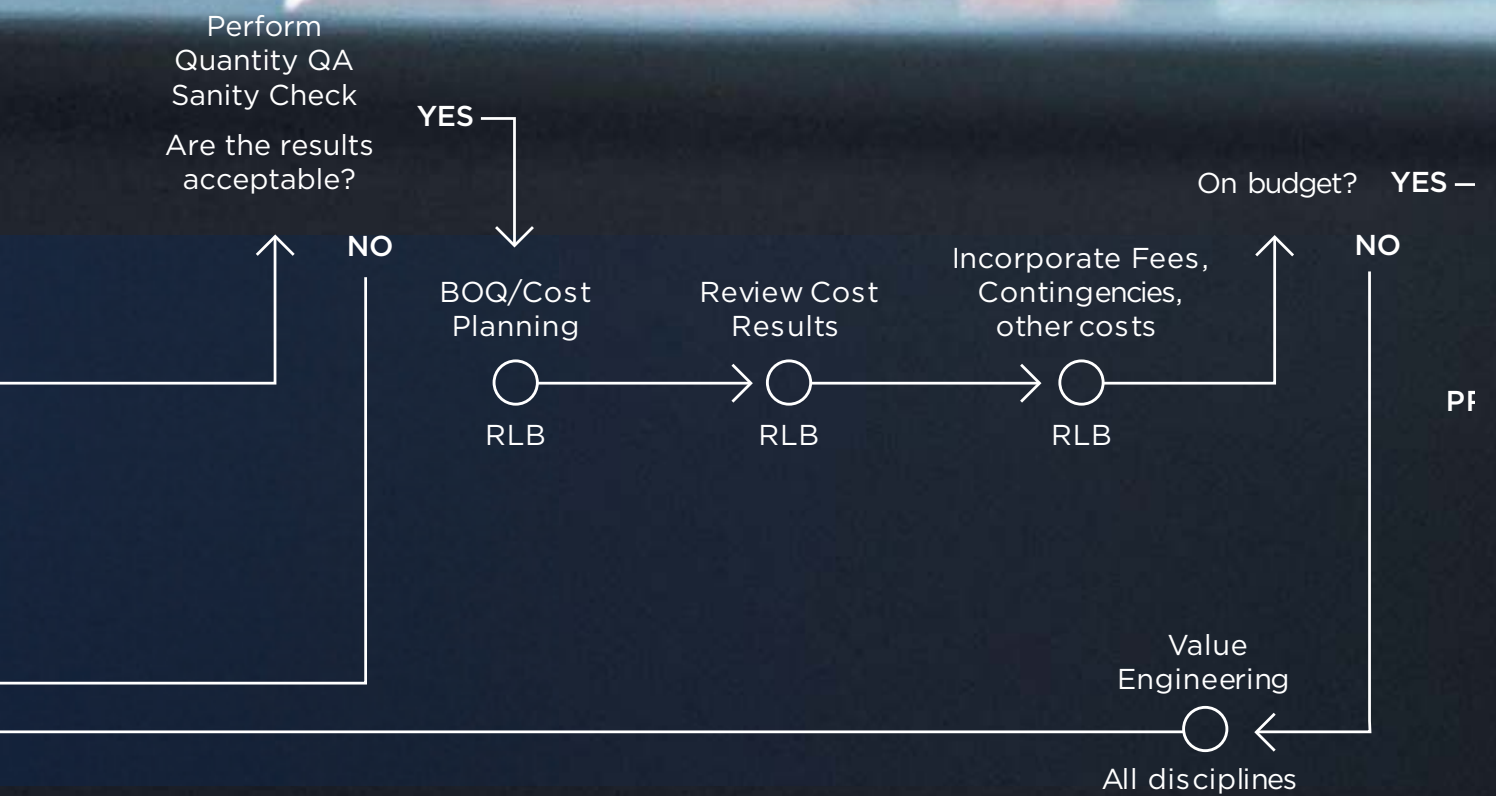 Perform
Quantity QA
Sanity Check
Are the results
acceptable?
YES
NO
BOQ/Cost
Planning
RLB
Review Cost
Results
RLB
Incorporate Fees,
Contingencies,
other costs
RLB
On budget?
YES
NO
Value
Engineering
All disciplines